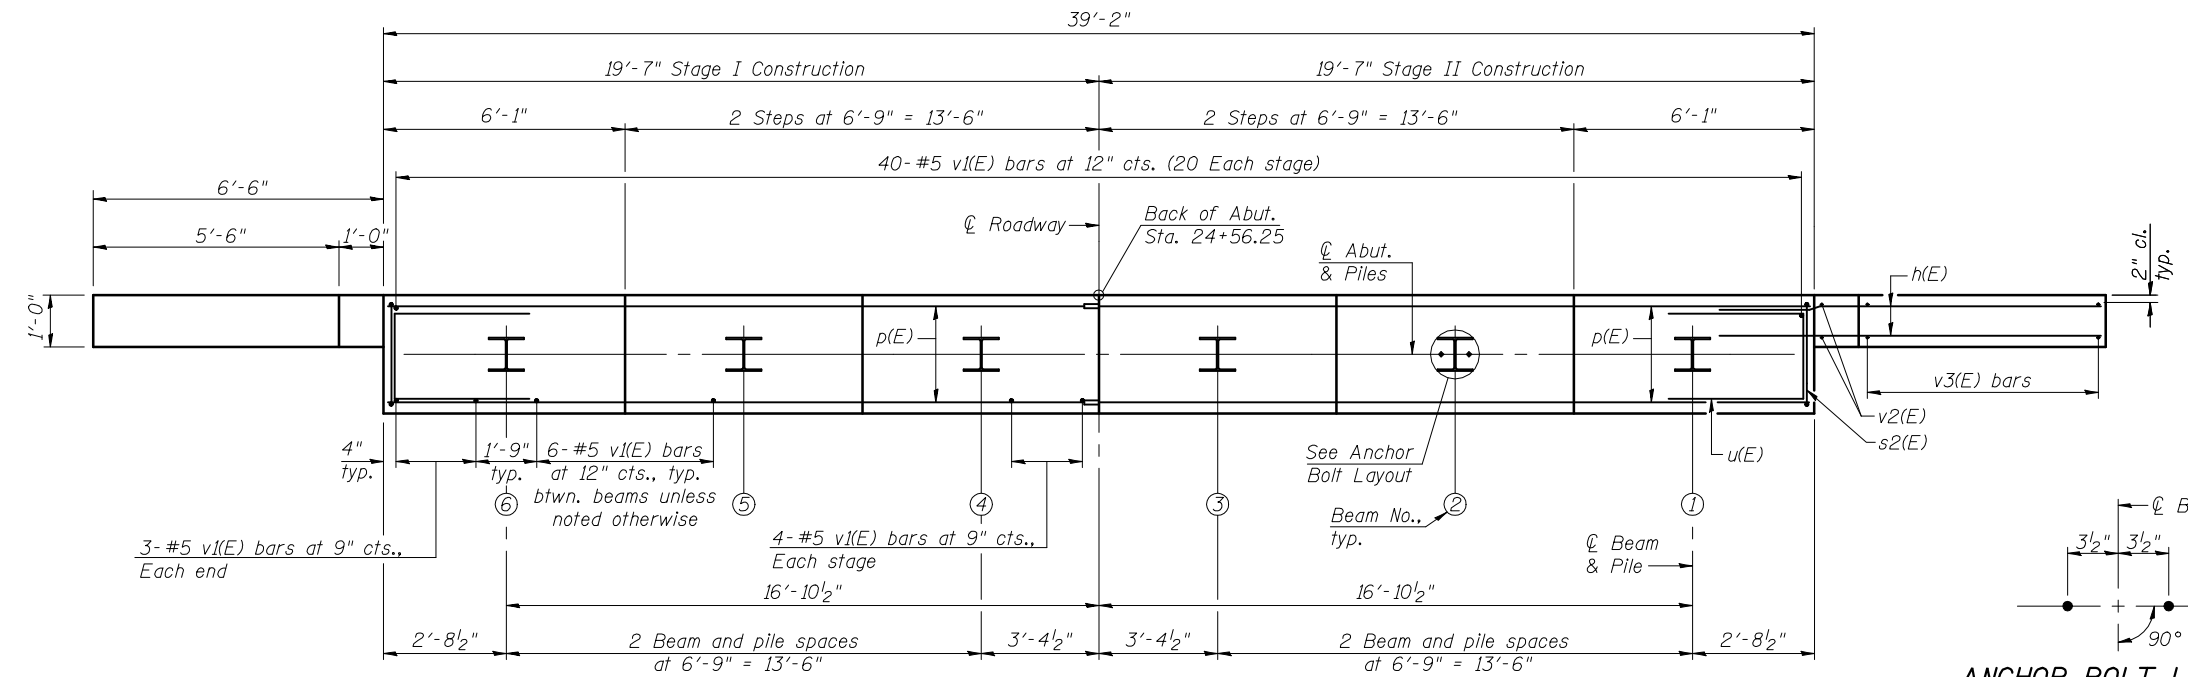 39'-2"
19'-7" Stage I Construction
19'-7" Stage II Construction
6'-1"
2 Steps at 6'-9" = 13'-6"
2 Steps at 6'-9" = 13'-6"
6'-1"
40-#5 v1(E) bars at 12" cts. (20 Each stage)
6'-6"
5'-6"
1'-0"
℄ Roadway
Back of Abut.
Sta. 24+56.25
℄ Abut.
& Piles
2" cl.
typ.
h(E)
1'-0"
p(E)
p(E)
v3(E) bars
v2(E)
s2(E)
u(E)
4"
typ.
1'-9"
typ.
6-#5 v1(E) bars
at 12" cts., typ.
btwn. beams unless
noted otherwise
See Anchor
Bolt Layout
6
5
4
3
2
1
Beam No.,
typ.
3-#5 v1(E) bars at 9" cts.,
Each end
4-#5 v1(E) bars at 9" cts.,
Each stage
℄ Beam
& Pile
℄ B
3½"
3½"
90°
16'-10½"
16'-10½"
2'-8½"
2 Beam and pile spaces
at 6'-9" = 13'-6"
3'-4½"
3'-4½"
2 Beam and pile spaces
at 6'-9" = 13'-6"
2'-8½"
ANCHOR BOLT L